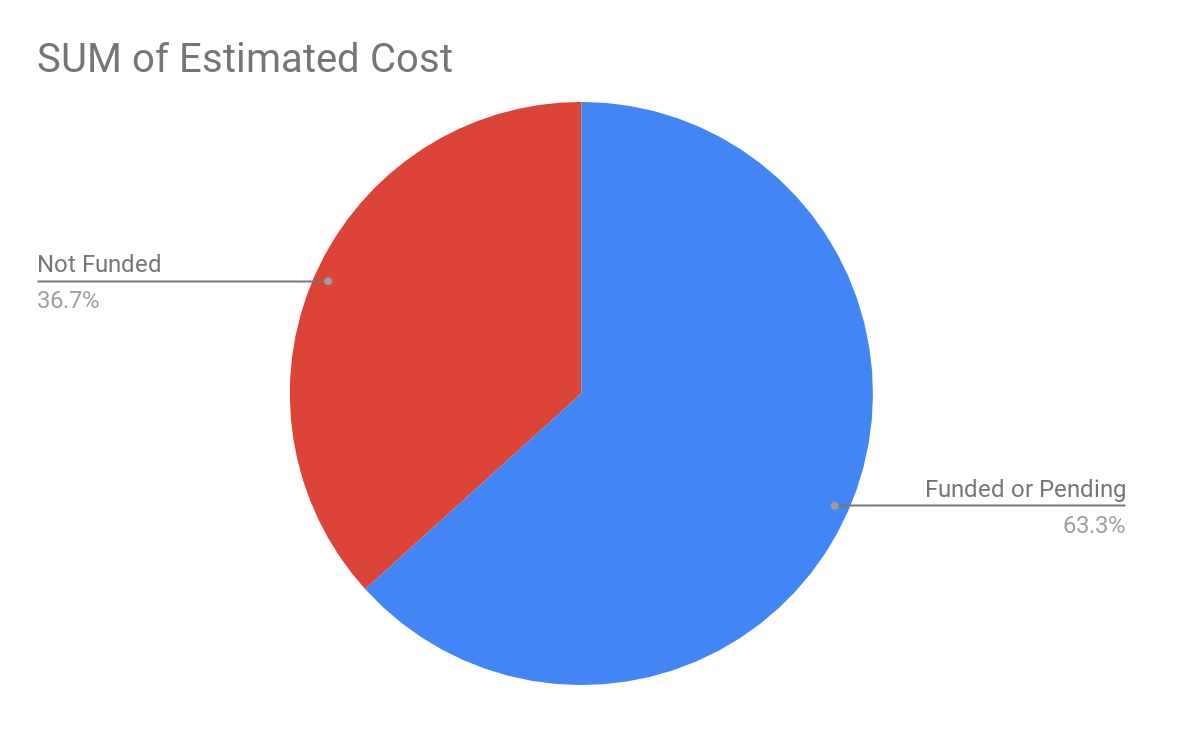 SUM of Estimated Cost
Not Funded
36.7%
Funded or Pending
63.3%